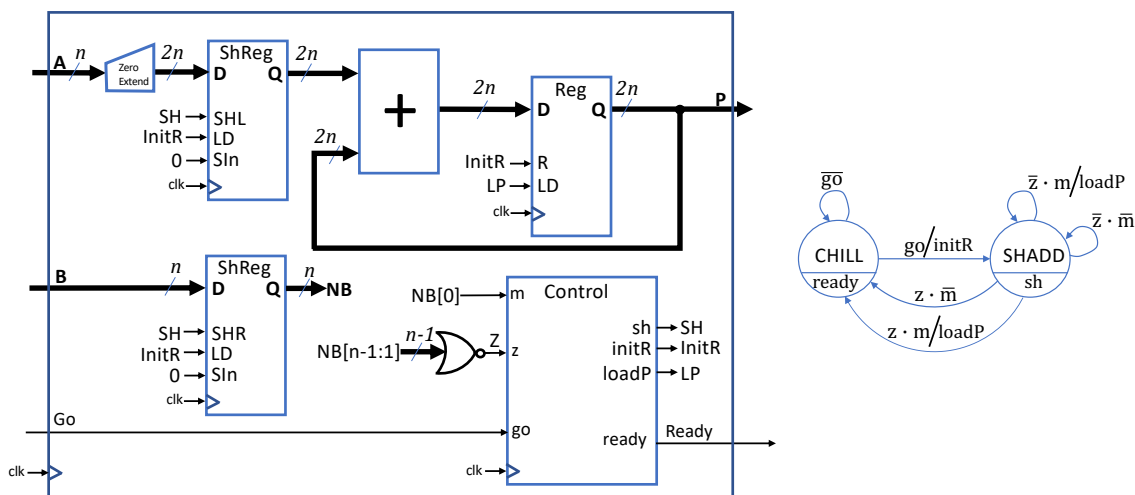 A
n
Zero
Extend
2n
ShReg
D
Q
2n
SH
SHL
InitR
LD
0
SIn
clk
+
2n
2n
Reg
D
Q
2n
P
InitR
R
LP
LD
clk
B
n
ShReg
D
Q
n
NB
SH
SHR
InitR
LD
0
SIn
clk
Control
NB[0]
m
n-1
NB[n-1:1]
Z
z
sh
SH
initR
InitR
loadP
LP
Go
go
ready
Ready
clk
clk
g̅o̅
CHILL
ready
go/initR
SHADD
sh
z̅ · m/loadP
z̅ · m̅
z · m̅
z · m/loadP